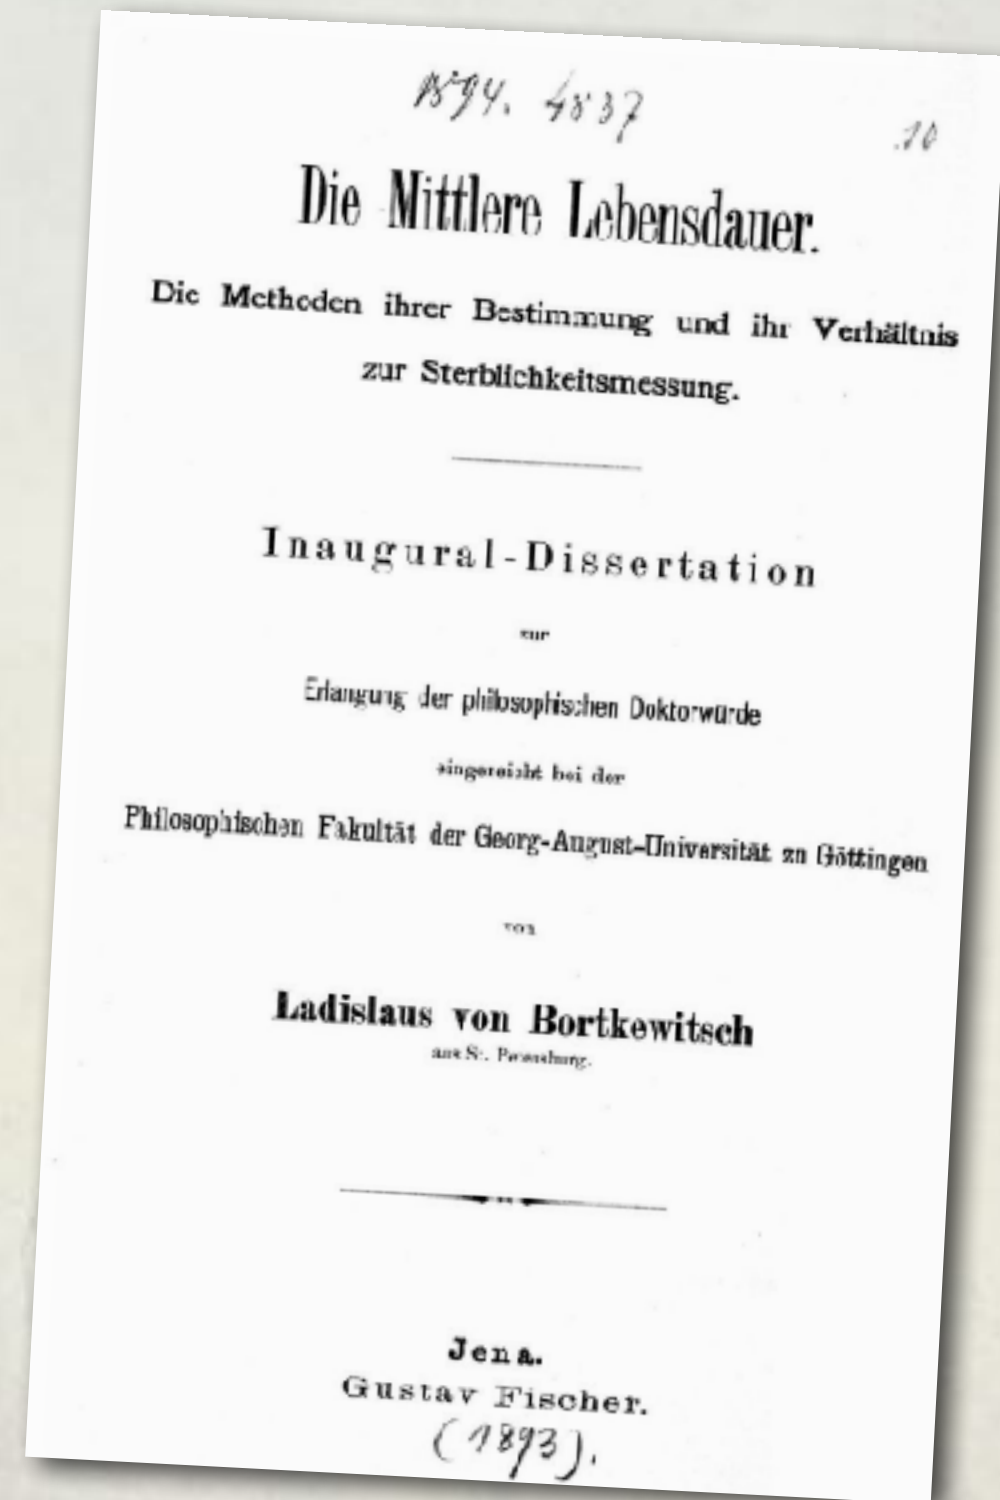 1894. 4837
.10
Die Mittlere Lebensdauer.
Die Methoden ihrer Bestimmung und ihr Verhältnis
zur Sterblichkeitsmessung.
Inaugural-Dissertation
zur
Erlangung der philosophischen Doktorwürde
eingereicht bei der
Philosophischen Fakultät der Georg-August-Universität zu Göttingen
von
Ladislaus von Bortkewitsch
aus St. Petersburg.
Jena.
Gustav Fischer.
(1893).